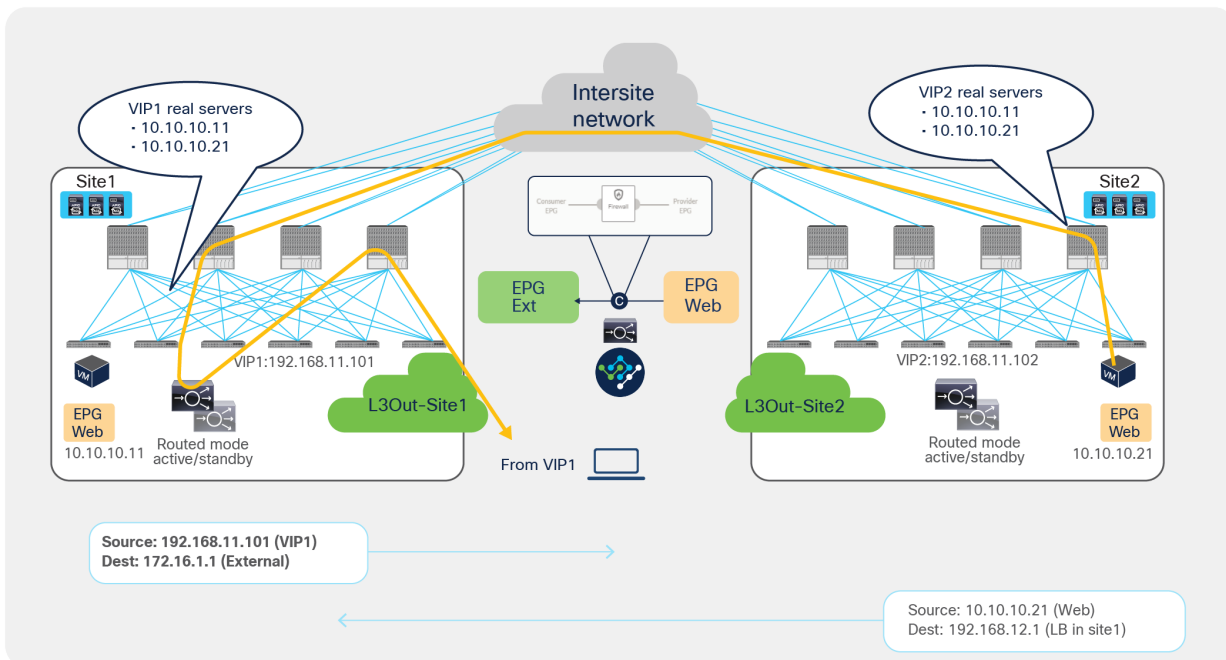 Intersite
network
VIP1 real servers
• 10.10.10.11
• 10.10.10.21
VIP2 real servers
• 10.10.10.11
• 10.10.10.21
Site1
Site2
Consumer
EPG
Firewall
Provider
EPG
EPG
Ext
C
EPG
Web
VIP1:192.168.11.101
VM
EPG
Web
10.10.10.11
Routed mode
active/standby
L3Out-Site1
From VIP1
L3Out-Site2
VIP2:192.168.11.102
Routed mode
active/standby
VM
EPG
Web
10.10.10.21
Source: 192.168.11.101 (VIP1)
Dest: 172.16.1.1 (External)
Source: 10.10.10.21 (Web)
Dest: 192.168.12.1 (LB in site1)